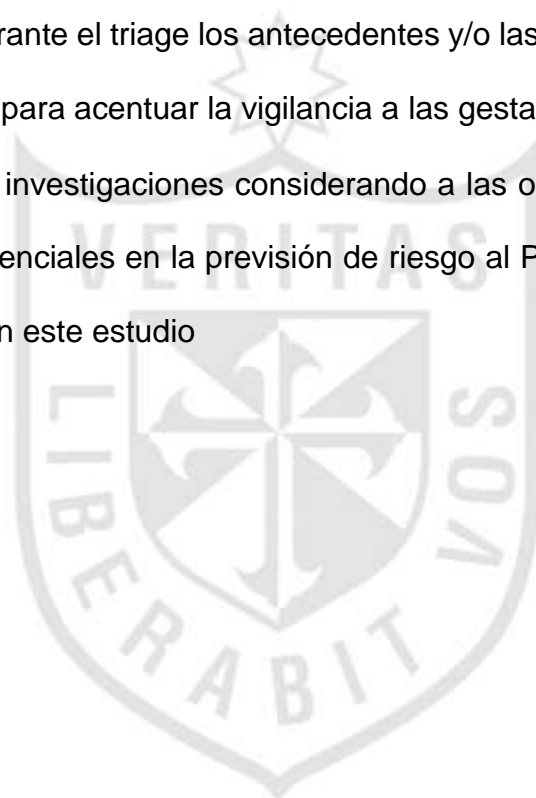 rante el triage los antecedentes y/o las
para acentuar la vigilancia a las gesta
investigaciones considerando a las o
enciales en la previsión de riesgo al P
n este estudio
VERITAS
LIBERABIT VOS